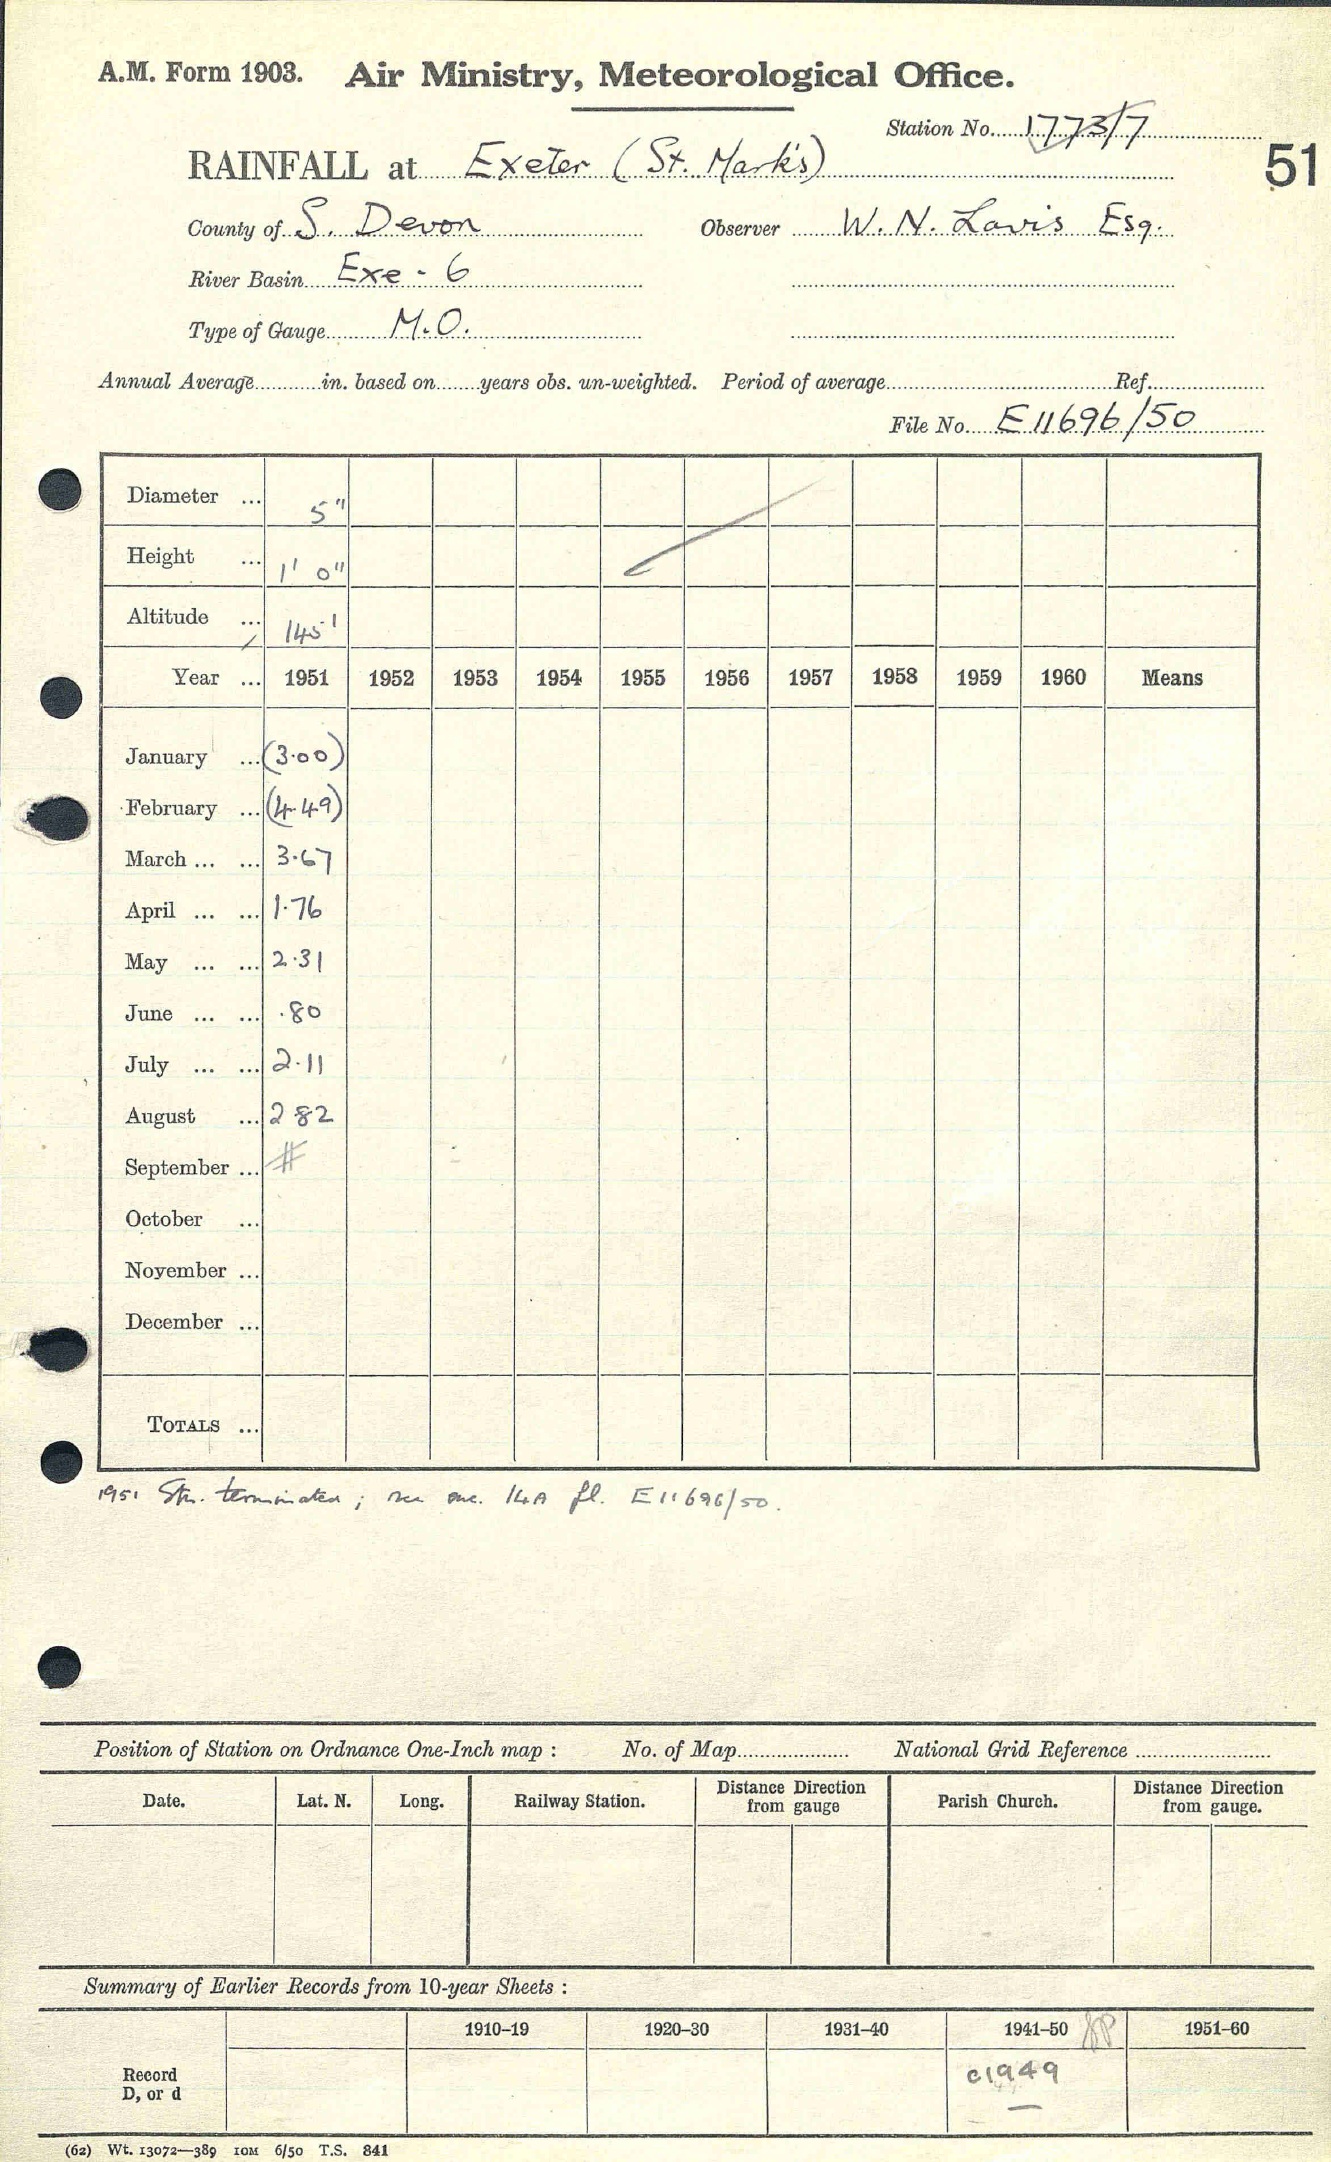 A.M. Form 1903. Air Ministry, Meteorological Office.
Station No. 1773/7
51
RAINFALL at Exeter (St. Mark's)
County of S. Devon Observer W. N. Lavis Esq.
River Basin Exe - 6
Type of Gauge M.O.
Annual Average in. based on years obs. un-weighted. Period of average Ref.
File No. E 11696/50
Diameter ... 5"
Height ... 1' 0"
Altitude ... 145'
Year ... 1951 1952 1953 1954 1955 1956 1957 1958 1959 1960 Means
January ... (3.00)
February ... (4.49)
March ... ... 3.67
April ... ... 1.76
May ... ... 2.31
June ... ... .80
July ... ... 2.11
August ... 2 82
September ... #
October ...
November ...
December ...
TOTALS ...
1951 Stn. terminated; see enc. 14A fl. E 11696/50.
Position of Station on Ordnance One-Inch map : No. of Map National Grid Reference
Date. Lat. N. Long. Railway Station. Distance Direction from gauge Parish Church. Distance Direction from gauge.
Summary of Earlier Records from 10-year Sheets :
1910–19 1920–30 1931–40 1941–50 1951–60
Record D, or d c1949
(62) Wt. 13072—389 10M 6/50 T.S. 841